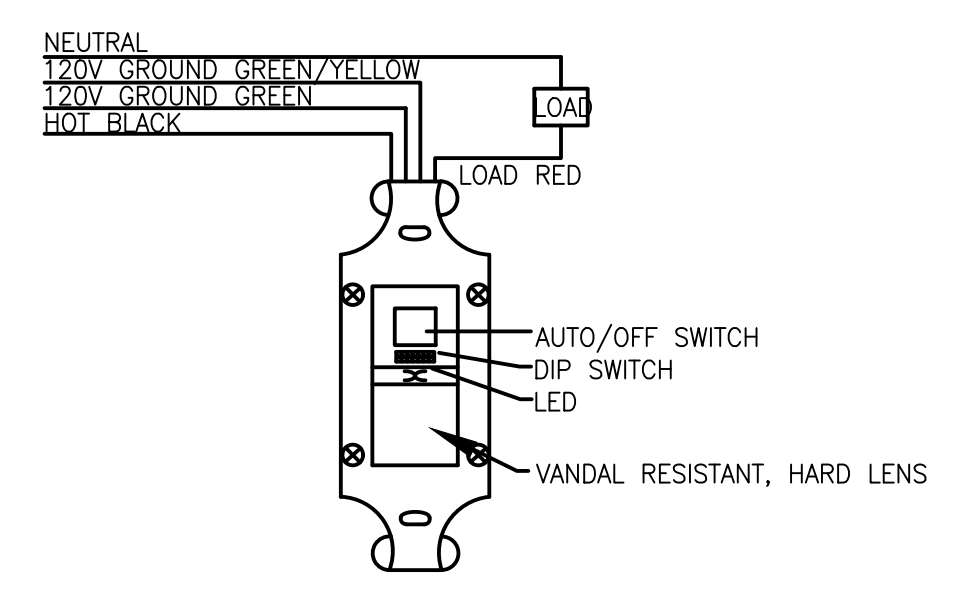 NEUTRAL
120V GROUND GREEN/YELLOW
120V GROUND GREEN
HOT BLACK
LOAD
LOAD RED
AUTO/OFF SWITCH
DIP SWITCH
LED
VANDAL RESISTANT, HARD LENS